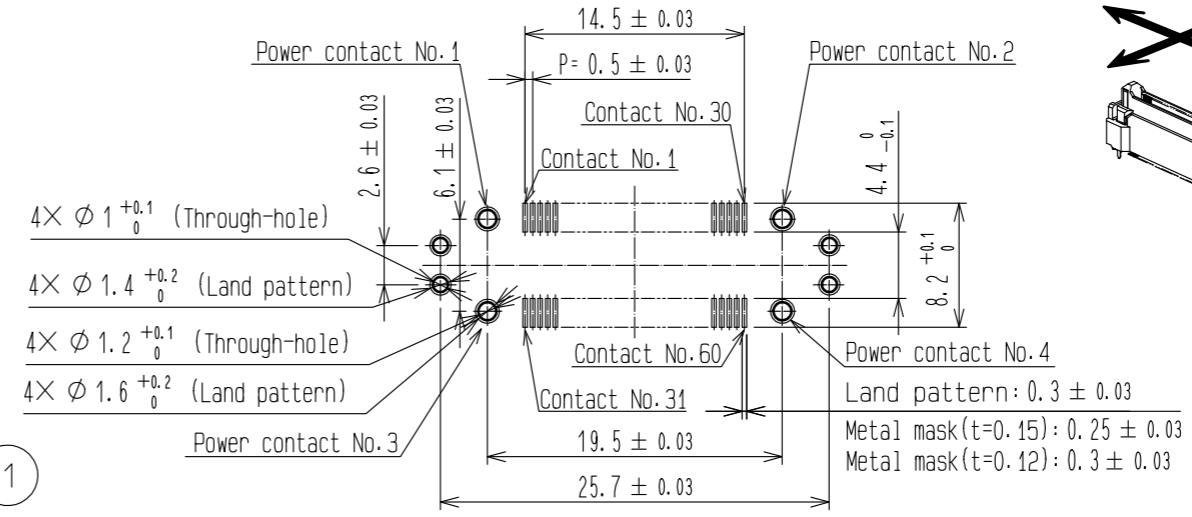 14.5 ± 0.03
Power contact No.1
P= 0.5 ± 0.03
Power contact No.2
Contact No.30
Contact No.1
2.6 ± 0.03
6.1 ± 0.03
4.4 0 -0.1
8.2 +0.1 0
4× Ø 1 +0.1 0 (Through-hole)
4× Ø 1.4 +0.2 0 (Land pattern)
4× Ø 1.2 +0.1 0 (Through-hole)
4× Ø 1.6 +0.2 0 (Land pattern)
Contact No.60
Power contact No.4
Contact No.31
Land pattern: 0.3 ± 0.03
Power contact No.3
19.5 ± 0.03
Metal mask(t=0.15): 0.25 ± 0.03
Metal mask(t=0.12): 0.3 ± 0.03
25.7 ± 0.03
1